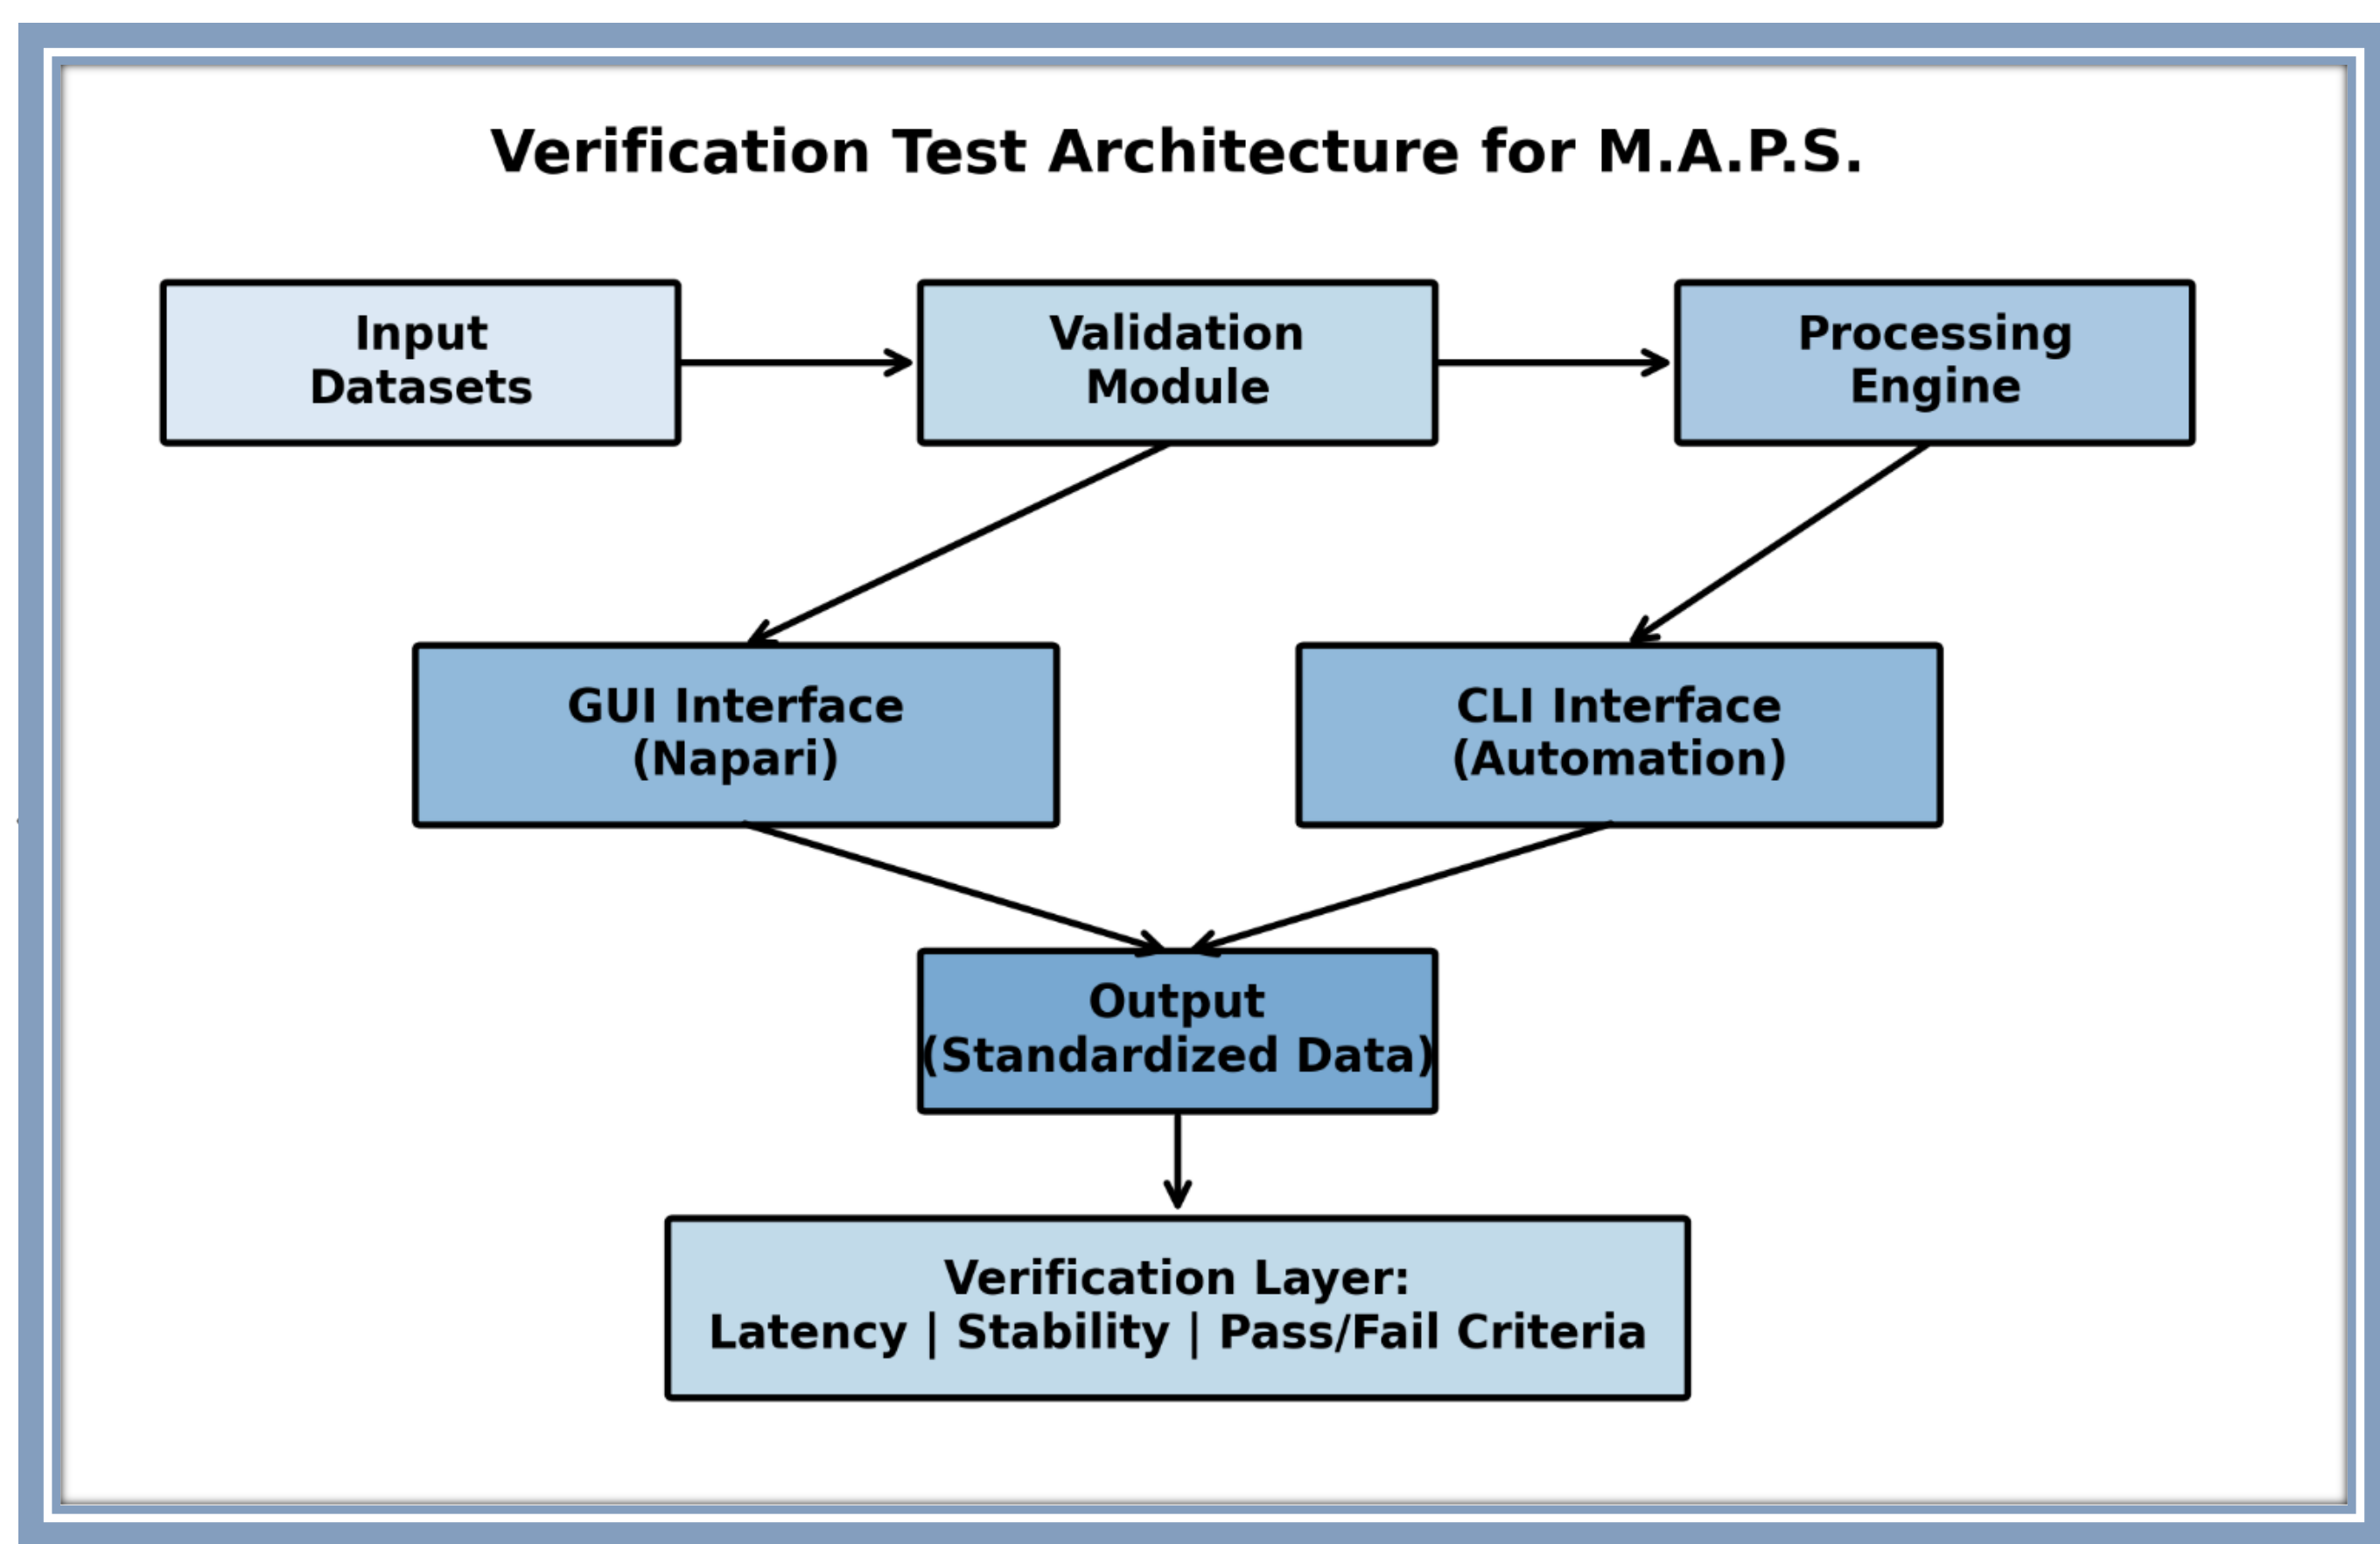 Verification Test Architecture for M.A.P.S.
Input
Datasets
Validation
Module
Processing
Engine
GUI Interface
(Napari)
CLI Interface
(Automation)
Output
(Standardized Data)
Verification Layer:
Latency | Stability | Pass/Fail Criteria